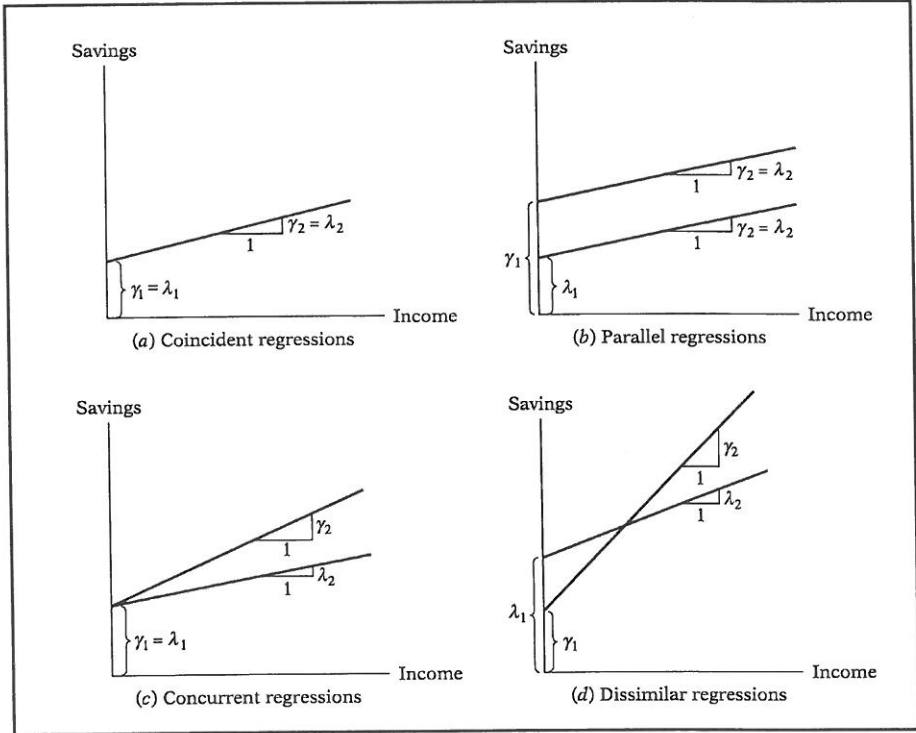 Savings
γ₂ = λ₂
1
γ₁ = λ₁
Income
(a) Coincident regressions
Savings
γ₂ = λ₂
1
γ₂ = λ₂
1
γ₁
λ₁
Income
(b) Parallel regressions
Savings
γ₂
1
λ₂
1
γ₁ = λ₁
Income
(c) Concurrent regressions
Savings
γ₂
1
λ₂
1
λ₁
γ₁
Income
(d) Dissimilar regressions